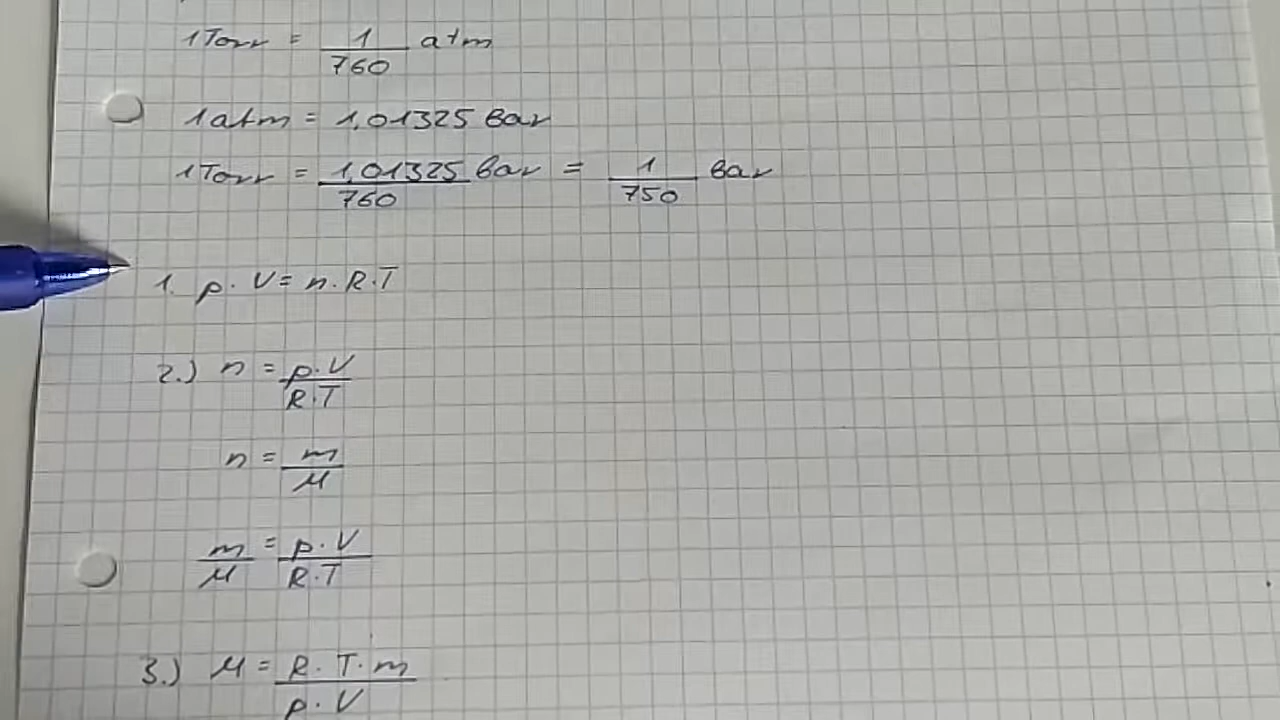 1 Torr = 1/760 atm
1 atm = 1,01325 bar
1 Torr = 1,01325/760 bar = 1/750 bar
1. p · V = n · R · T
2.) n = p · V / R · T
n = m / M
m / M = p · V / R · T
3.) M = R · T · m / p · V